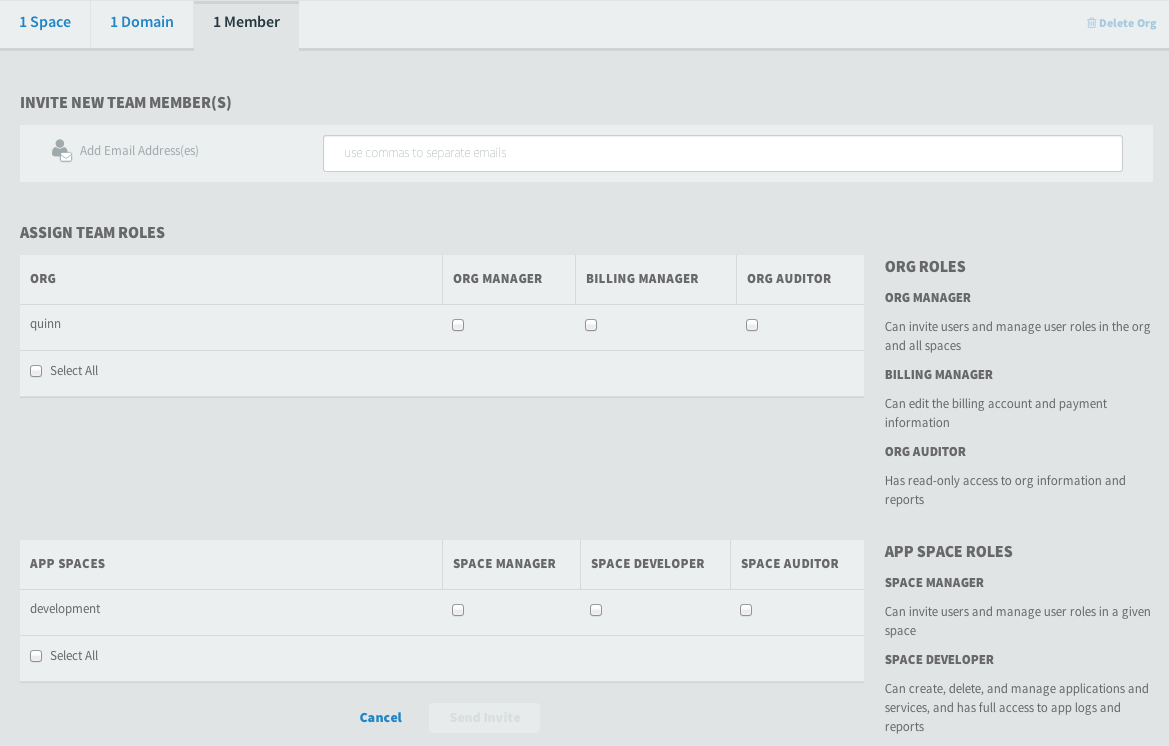 1 Space 1 Domain 1 Member Delete Org
INVITE NEW TEAM MEMBER(S)
Add Email Address(es) use commas to separate emails
ASSIGN TEAM ROLES
ORG ORG MANAGER BILLING MANAGER ORG AUDITOR
quinn
Select All
ORG ROLES
ORG MANAGER
Can invite users and manage user roles in the org
and all spaces
BILLING MANAGER
Can edit the billing account and payment
information
ORG AUDITOR
Has read-only access to org information and
reports
APP SPACES SPACE MANAGER SPACE DEVELOPER SPACE AUDITOR
development
Select All
APP SPACE ROLES
SPACE MANAGER
Can invite users and manage user roles in a given
space
SPACE DEVELOPER
Can create, delete, and manage applications and
services, and has full access to app logs and
reports
Cancel Send Invite